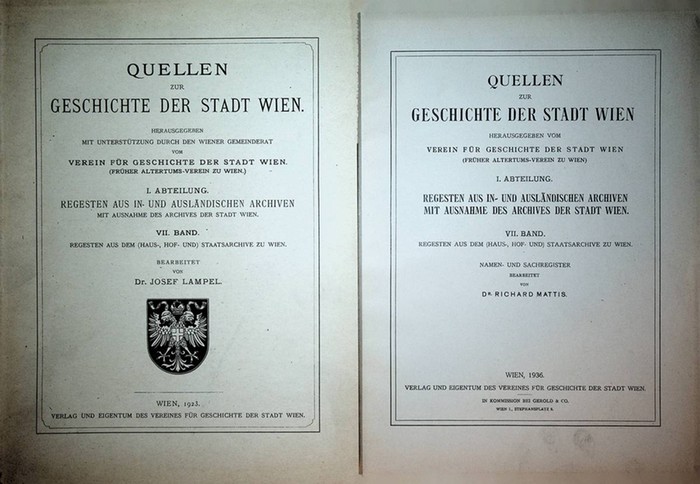 QUELLEN
ZUR
GESCHICHTE DER STADT WIEN.
HERAUSGEGEBEN
MIT UNTERSTÜTZUNG DURCH DEN WIENER GEMEINDERAT
VOM
VEREIN FÜR GESCHICHTE DER STADT WIEN.
(FRÜHER ALTERTUMS-VEREIN ZU WIEN.)
I. ABTEILUNG.
REGESTEN AUS IN- UND AUSLÄNDISCHEN ARCHIVEN
MIT AUSNAHME DES ARCHIVES DER STADT WIEN.
VII. BAND.
REGESTEN AUS DEM (HAUS-, HOF- UND) STAATSARCHIVE ZU WIEN.
BEARBEITET
VON
Dr. JOSEF LAMPEL.
WIEN, 1923.
VERLAG UND EIGENTUM DES VEREINES FÜR GESCHICHTE DER STADT WIEN.
QUELLEN
ZUR
GESCHICHTE DER STADT WIEN
HERAUSGEGEBEN VOM
VEREIN FÜR GESCHICHTE DER STADT WIEN
(FRÜHER ALTERTUMS-VEREIN ZU WIEN)
I. ABTEILUNG.
REGESTEN AUS IN- UND AUSLÄNDISCHEN ARCHIVEN
MIT AUSNAHME DES ARCHIVES DER STADT WIEN.
VII. BAND.
REGESTEN AUS DEM (HAUS-, HOF- UND) STAATSARCHIVE ZU WIEN.
NAMEN- UND SACHREGISTER
BEARBEITET
VON
DR. RICHARD MATTIS.
WIEN, 1936.
VERLAG UND EIGENTUM DES VEREINES FÜR GESCHICHTE DER STADT WIEN.
IN KOMMISSION BEI GEROLD & CO.
WIEN I., STEPHANSPLATZ 8.